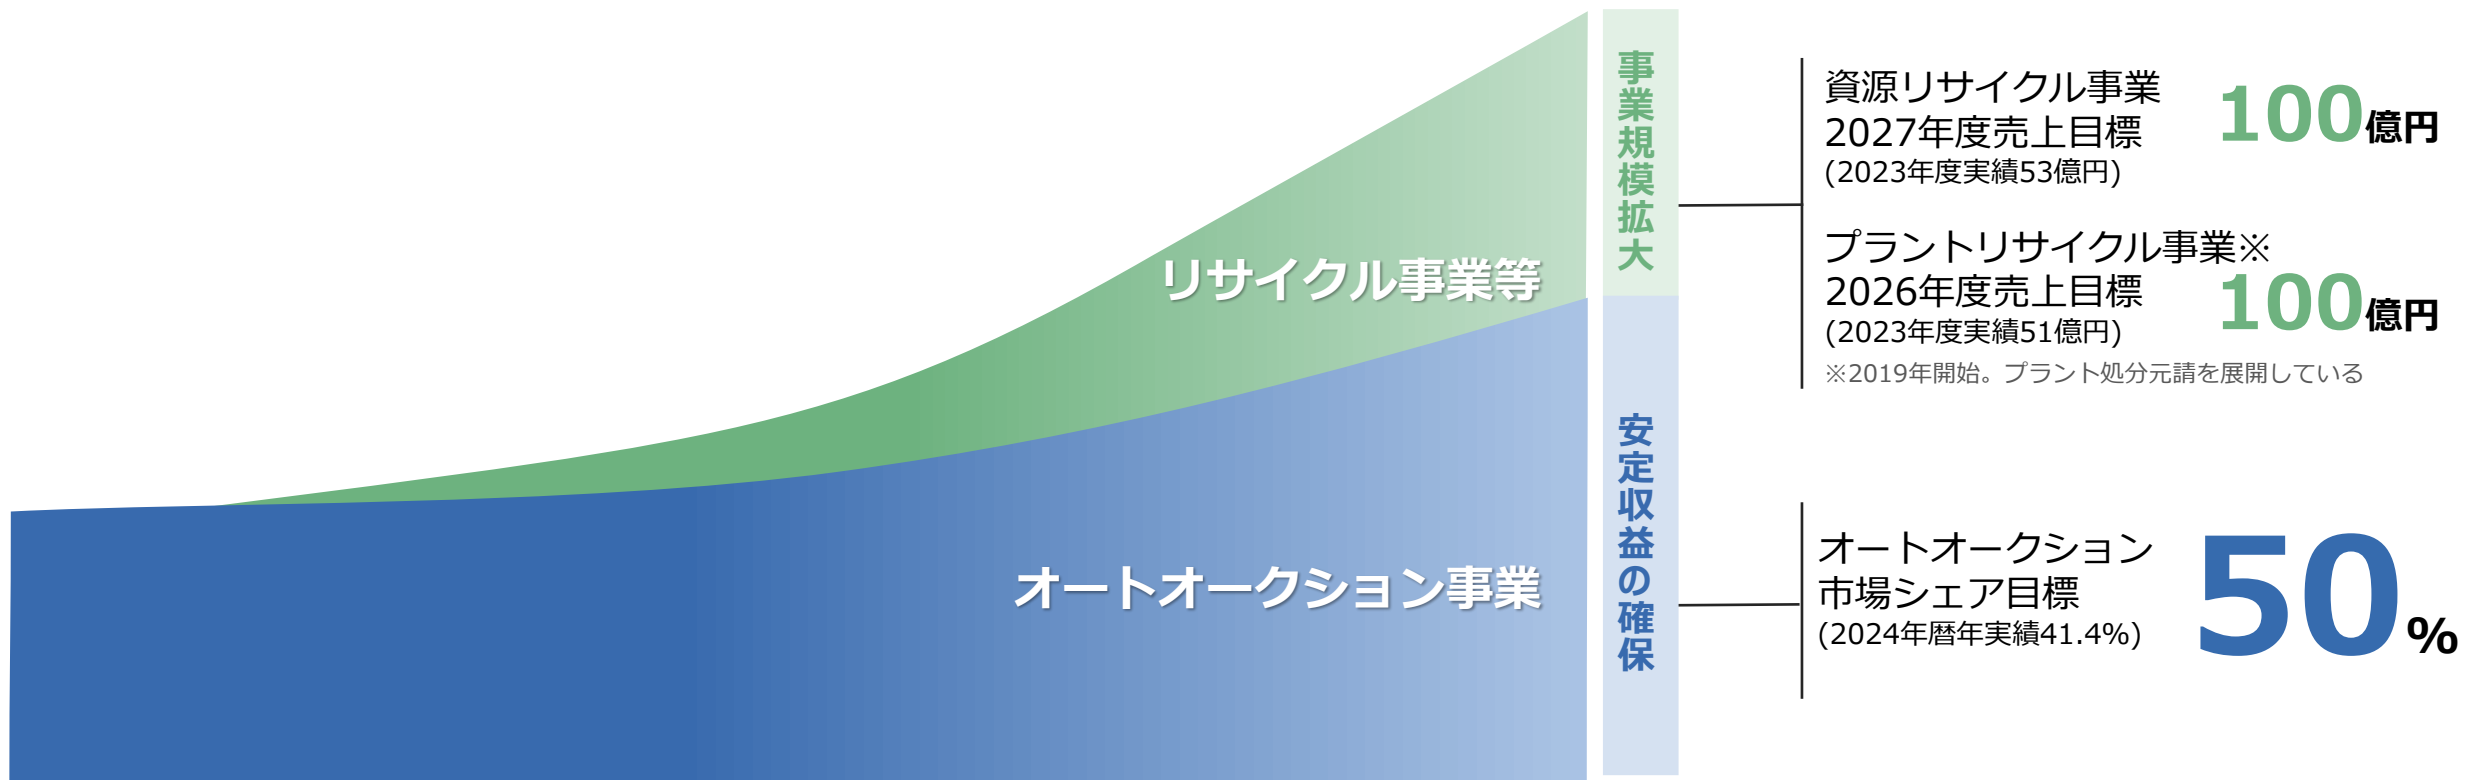 リサイクル事業等
オートオークション事業
事業規模拡大
安定収益の確保
資源リサイクル事業
2027年度売上目標
(2023年度実績53億円)
100億円
プラントリサイクル事業※
2026年度売上目標
(2023年度実績51億円)
100億円
※2019年開始。プラント処分元請を展開している
オートオークション
市場シェア目標
(2024年暦年実績41.4%)
50%